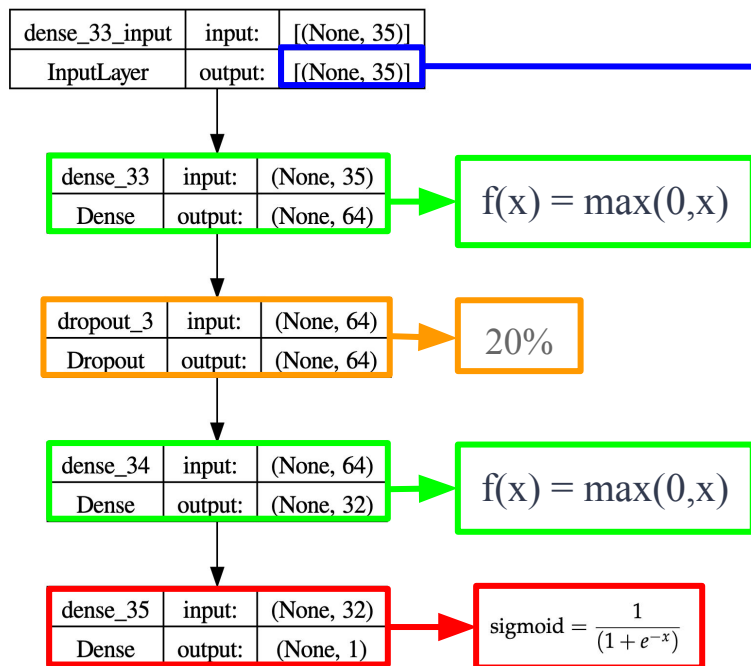 dense_33_input input: [(None, 35)]
InputLayer output: [(None, 35)]
dense_33 input: (None, 35)
Dense output: (None, 64)
f(x) = max(0,x)
dropout_3 input: (None, 64)
Dropout output: (None, 64)
20%
dense_34 input: (None, 64)
Dense output: (None, 32)
f(x) = max(0,x)
dense_35 input: (None, 32)
Dense output: (None, 1)
sigmoid = 1 / (1 + e^{-x})